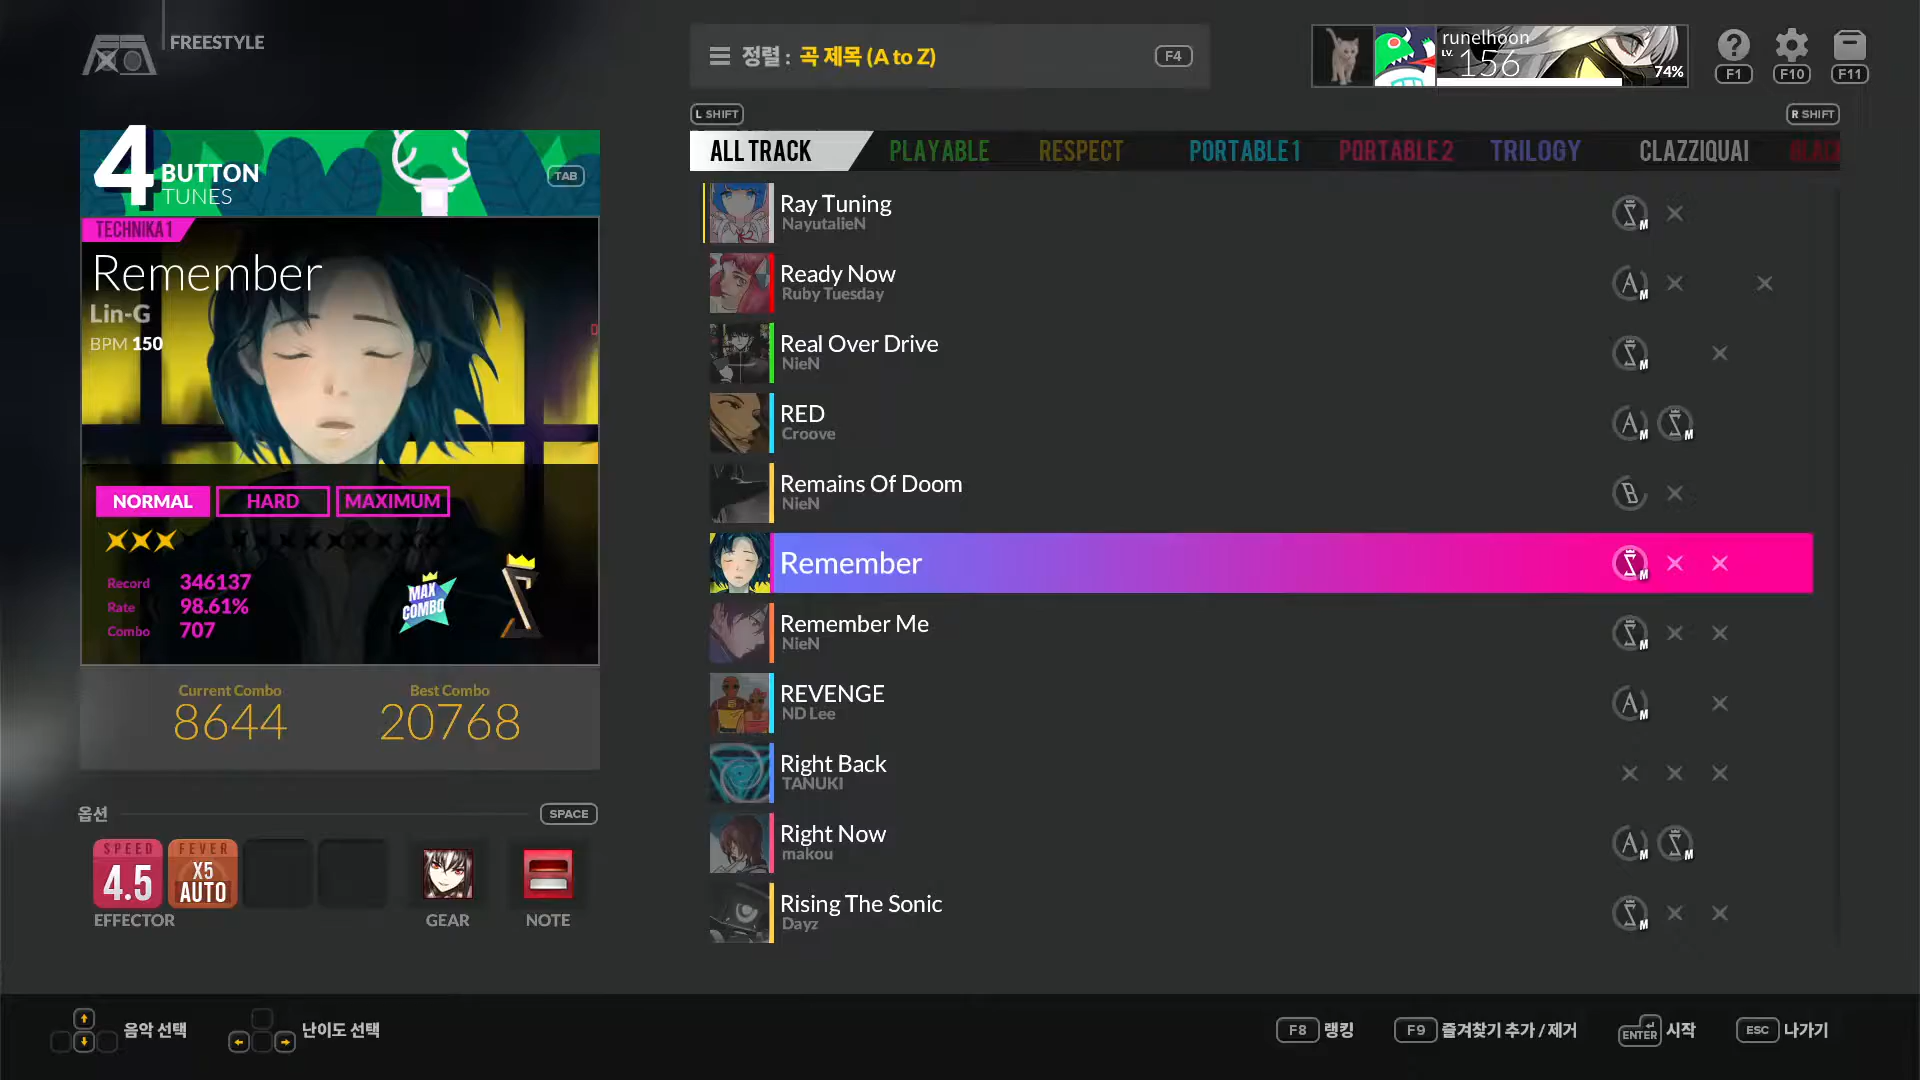 FREESTYLE
정렬 : 곡 제목 (A to Z)
F4
runelhoon
LV. 156
74%
F1
F10
F11
L SHIFT
R SHIFT
4 BUTTON
TUNES
TAB
ALL TRACK
PLAYABLE
RESPECT
PORTABLE 1
PORTABLE 2
TRILOGY
CLAZZIQUAI
BLACK
TECHNIKA 1
Remember
Lin-G
BPM 150
NORMAL
HARD
MAXIMUM
Record 346137
Rate 98.61%
Combo 707
MAX
COMBO
Current Combo
8644
Best Combo
20768
옵션
SPACE
SPEED
4.5
FEVER
X5
AUTO
EFFECTOR
GEAR
NOTE
Ray Tuning
NayutalieN
M
Ready Now
Ruby Tuesday
A M
Real Over Drive
NieN
M
RED
Croove
A M M
Remains Of Doom
NieN
B
Remember
M
Remember Me
NieN
M
REVENGE
ND Lee
A M
Right Back
TANUKI
Right Now
makou
A M M
Rising The Sonic
Dayz
M
음악 선택
난이도 선택
F8 랭킹
F9 즐겨찾기 추가 / 제거
ENTER 시작
ESC 나가기